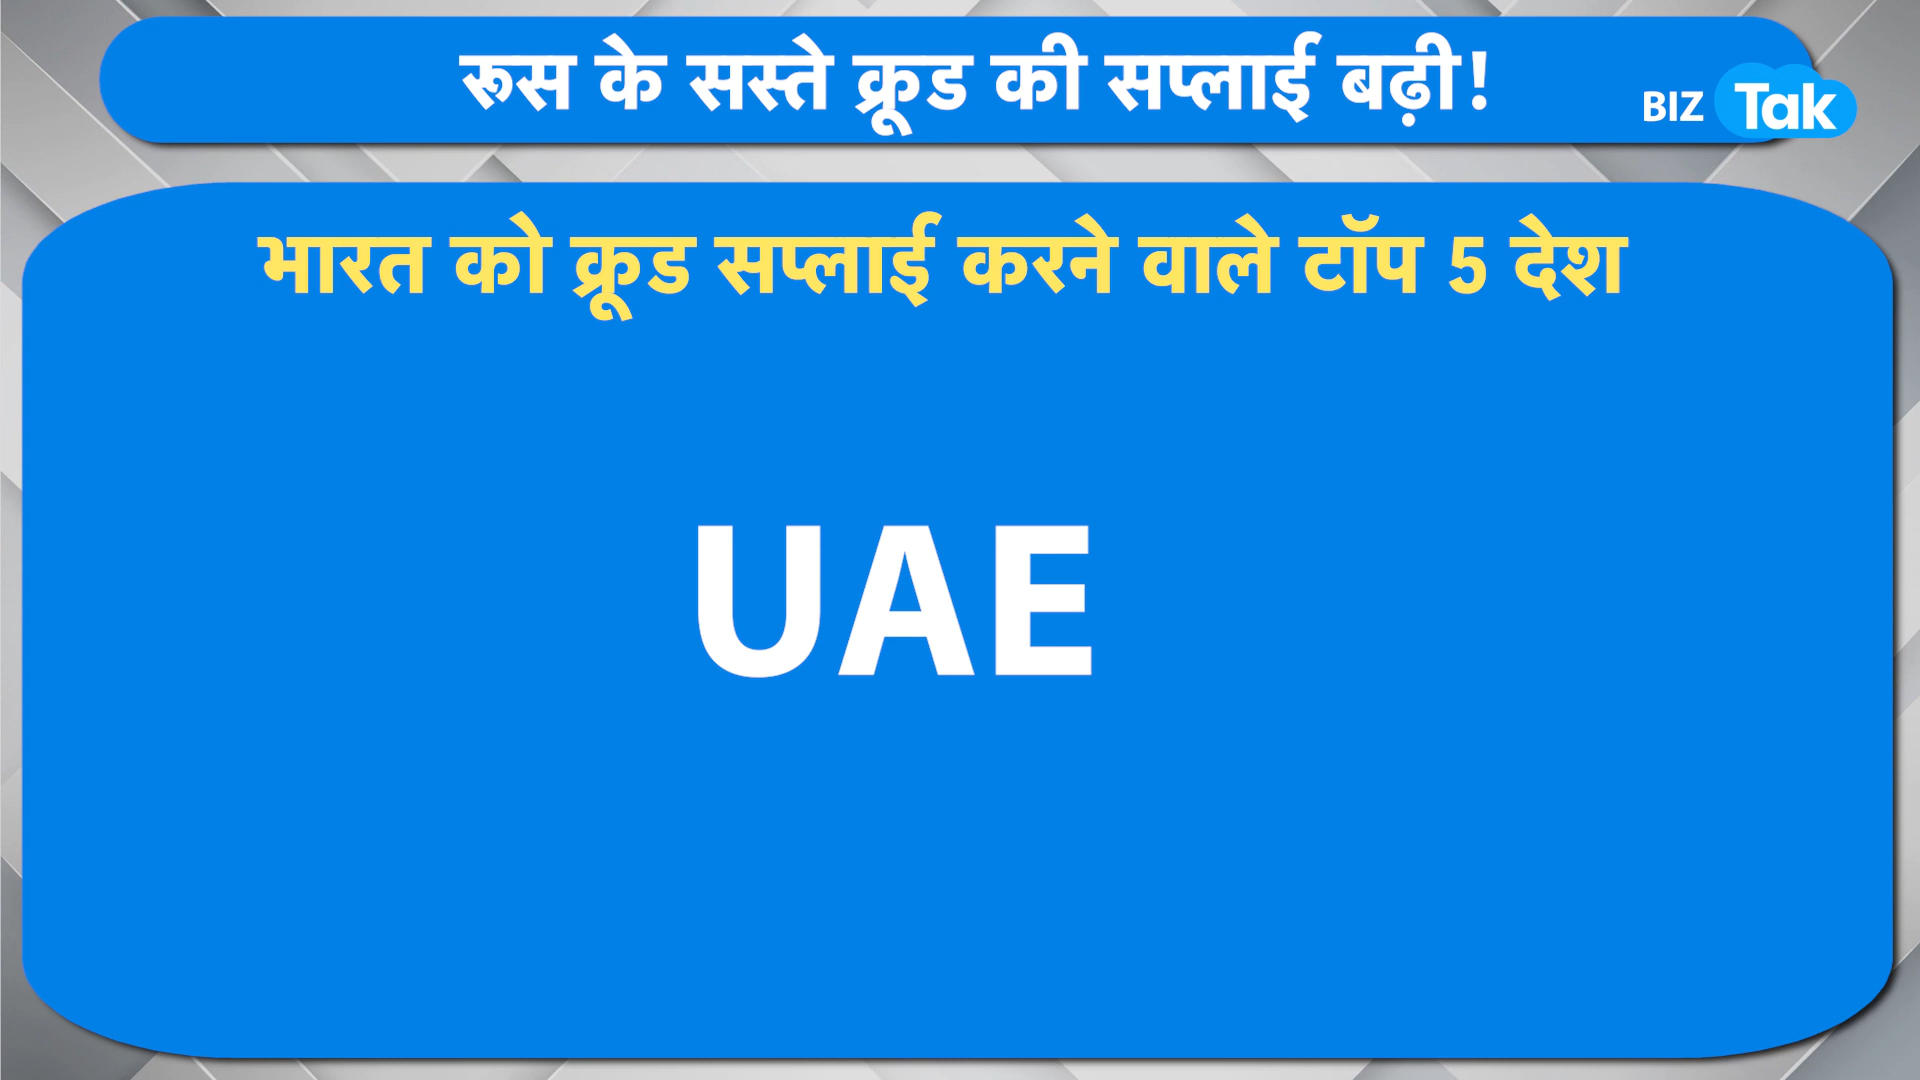 रूस के सस्ते क्रूड की सप्लाई बढ़ी!
BIZ Tak
भारत को क्रूड सप्लाई करने वाले टॉप 5 देश
UAE